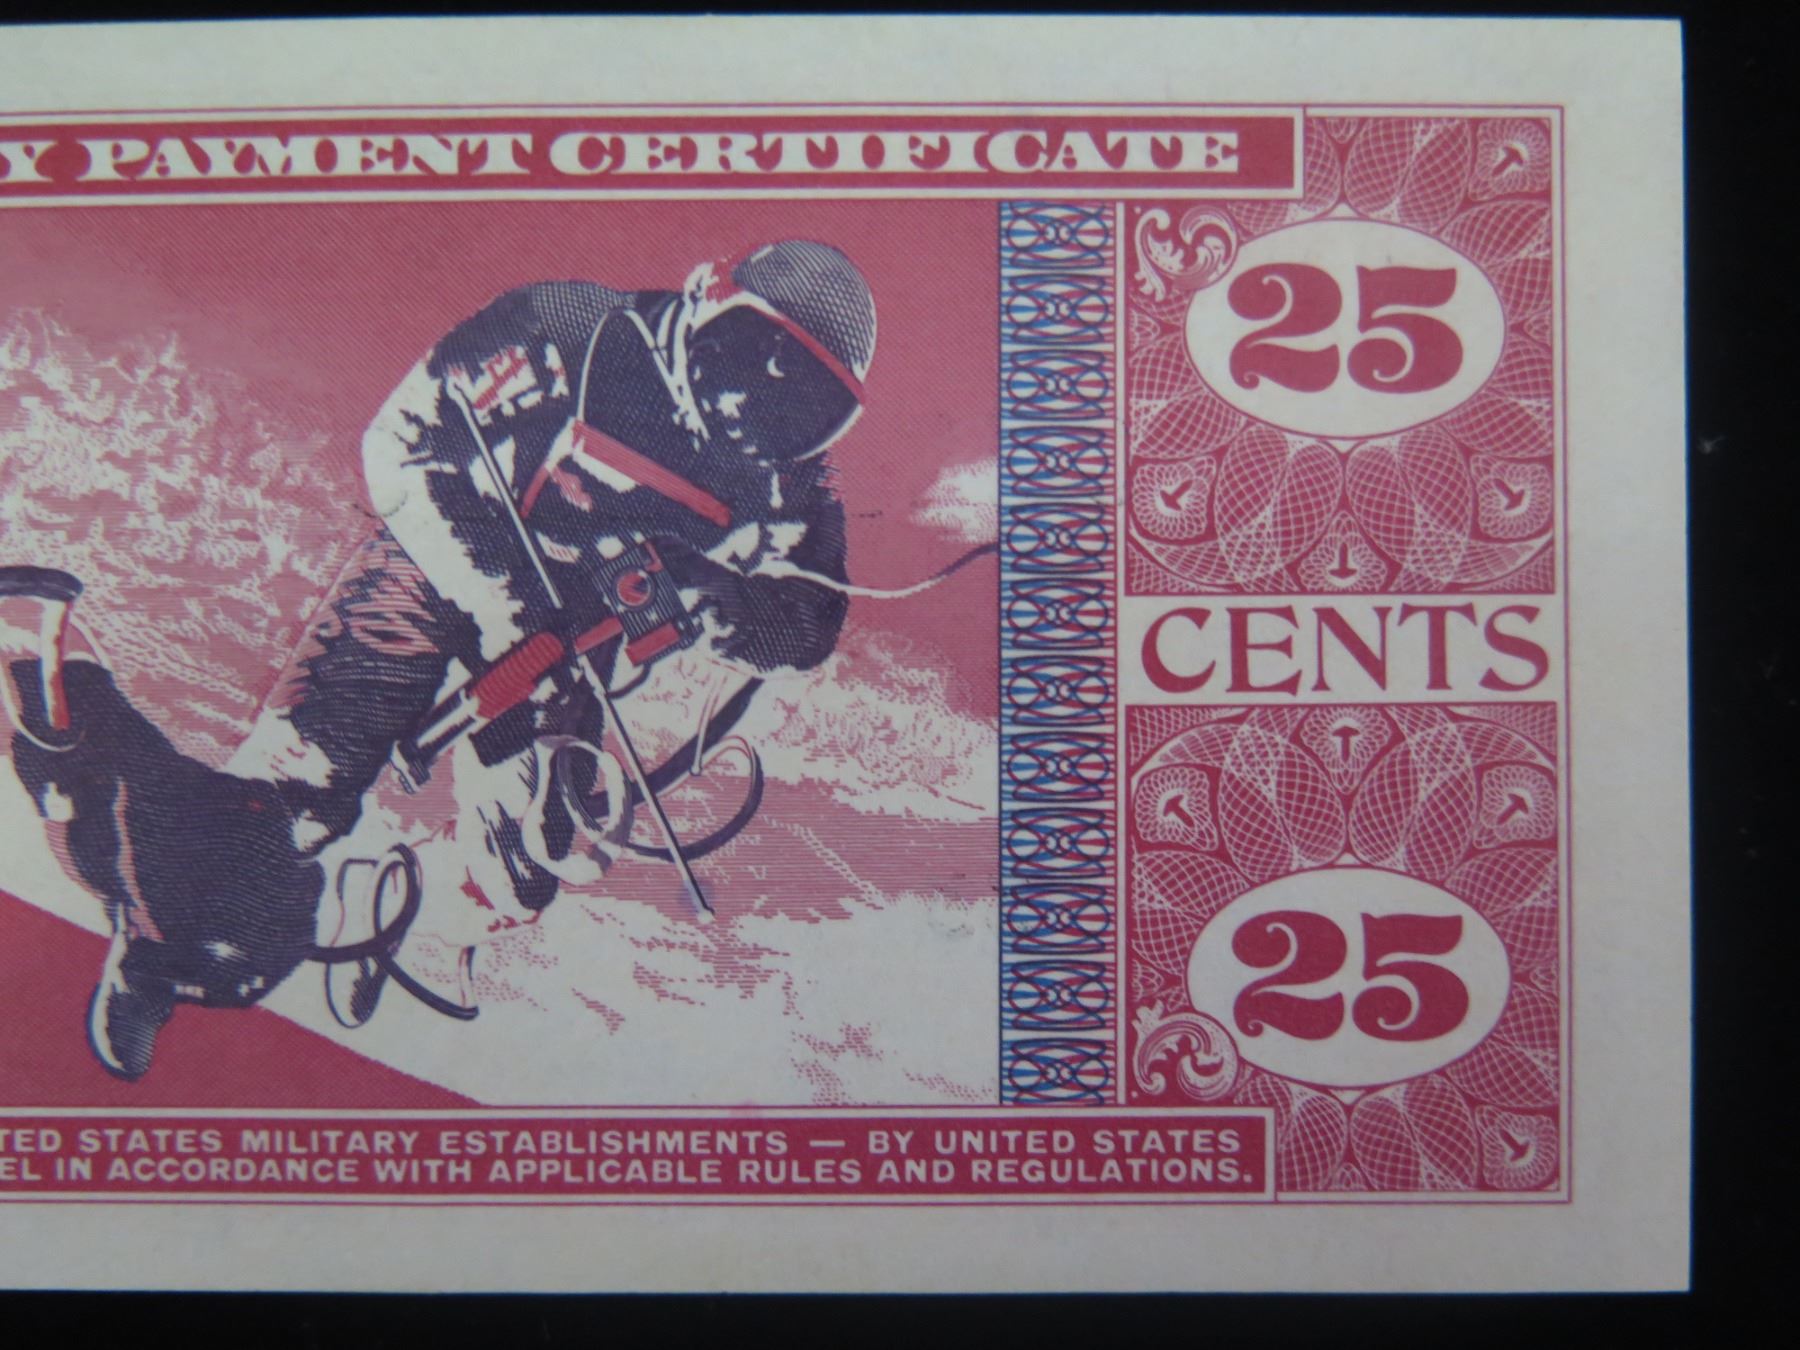 Y PAYMENT CERTIFICATE
25
CENTS
25
TED STATES MILITARY ESTABLISHMENTS — BY UNITED STATES
EL IN ACCORDANCE WITH APPLICABLE RULES AND REGULATIONS.